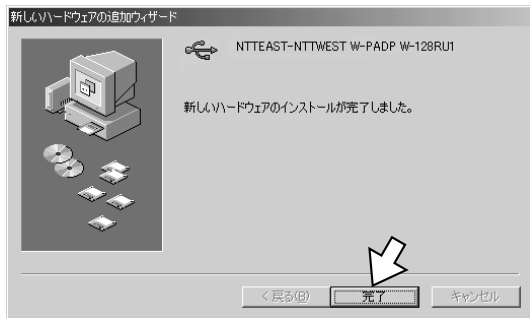 新しいハードウェアの追加ウィザード
NTTEAST-NTTWEST W-PADP W-128RU1
新しいハードウェアのインストールが完了しました。
< 戻る(B)
完了
キャンセル